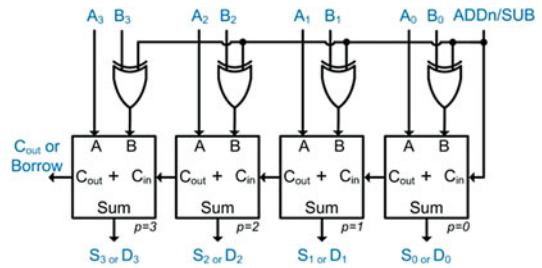 A3 B3 A2 B2 A1 B1 A0 B0 ADDn/SUB
A B A B A B A B
Cout or
Borrow
Cout + Cin Cout + Cin Cout + Cin Cout + Cin
Sum Sum Sum Sum
p=3 p=2 p=1 p=0
S3 or D3 S2 or D2 S1 or D1 S0 or D0